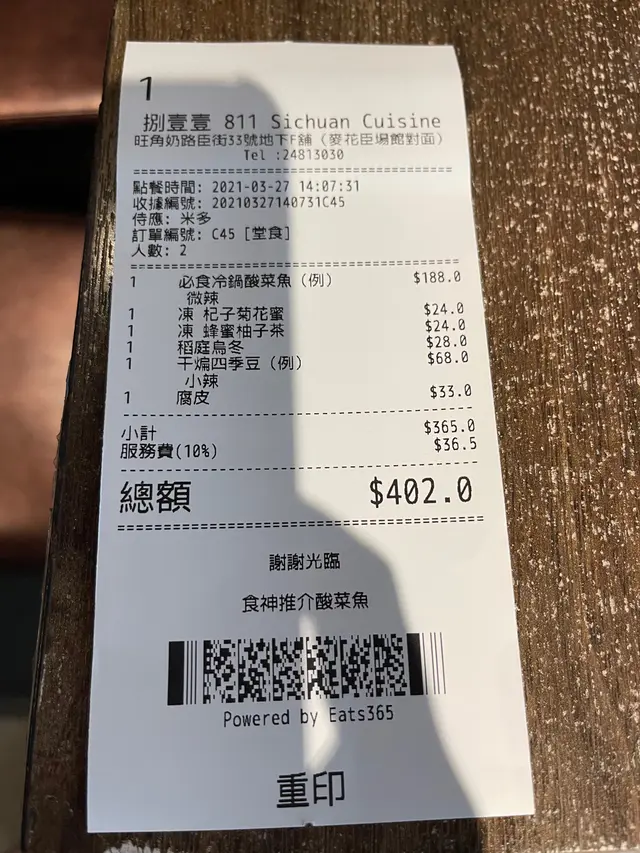 1
捌壹壹 811 Sichuan Cuisine
旺角奶路臣街33號地下F舖（麥花臣場館對面）
Tel :24813030
點餐時間: 2021-03-27 14:07:31
收據編號: 20210327140731C45
侍應: 米多
訂單編號: C45 [堂食]
人數: 2
1 必食冷鍋酸菜魚（例） $188.0
微辣
1 凍 杞子菊花蜜 $24.0
1 凍 蜂蜜柚子茶 $24.0
1 稻庭烏冬 $28.0
1 干煸四季豆（例） $68.0
小辣
1 腐皮 $33.0
小計 $365.0
服務費(10%) $36.5
總額 $402.0
謝謝光臨
食神推介酸菜魚
Powered by Eats365
重印